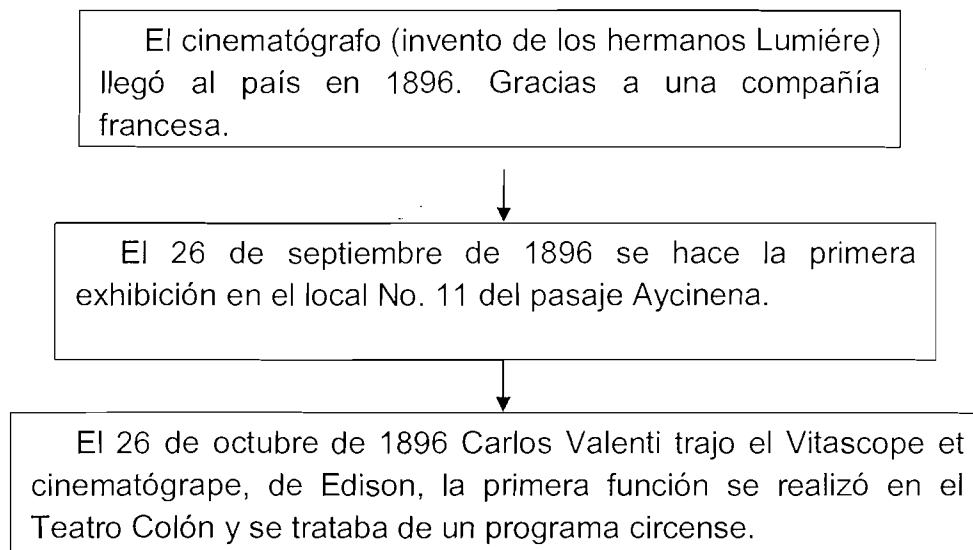 El cinematógrafo (invento de los hermanos Lumiére)
llegó al país en 1896. Gracias a una compañía
francesa.
El 26 de septiembre de 1896 se hace la primera
exhibición en el local No. 11 del pasaje Aycinena.
El 26 de octubre de 1896 Carlos Valenti trajo el Vitascope et
cinematógrape, de Edison, la primera función se realizó en el
Teatro Colón y se trataba de un programa circense.